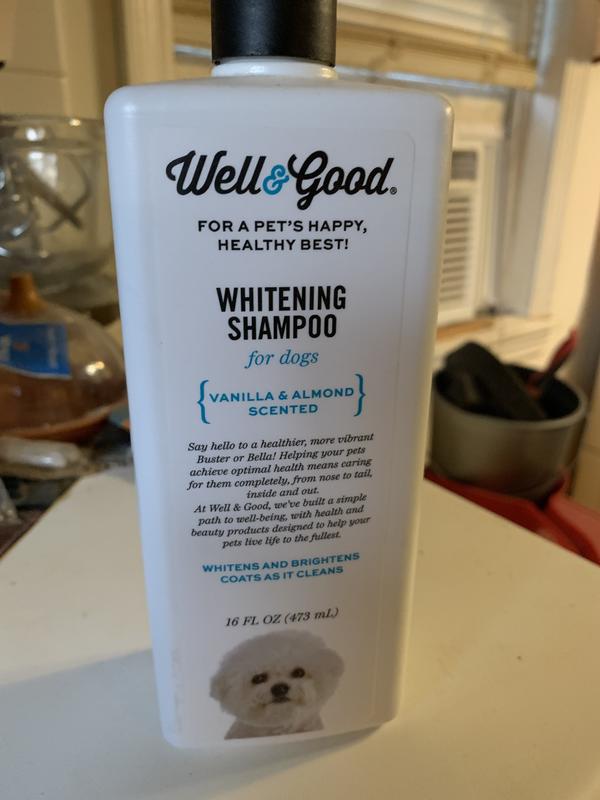 Well&Good®
FOR A PET'S HAPPY,
HEALTHY BEST!
WHITENING
SHAMPOO
for dogs
{VANILLA & ALMOND
SCENTED}
Say hello to a healthier, more vibrant
Buster or Bella! Helping your pets
achieve optimal health means caring
for them completely, from nose to tail,
inside and out.
At Well & Good, we've built a simple
path to well-being, with health and
beauty products designed to help your
pets live life to the fullest.
WHITENS AND BRIGHTENS
COATS AS IT CLEANS
16 FL OZ (473 mL)